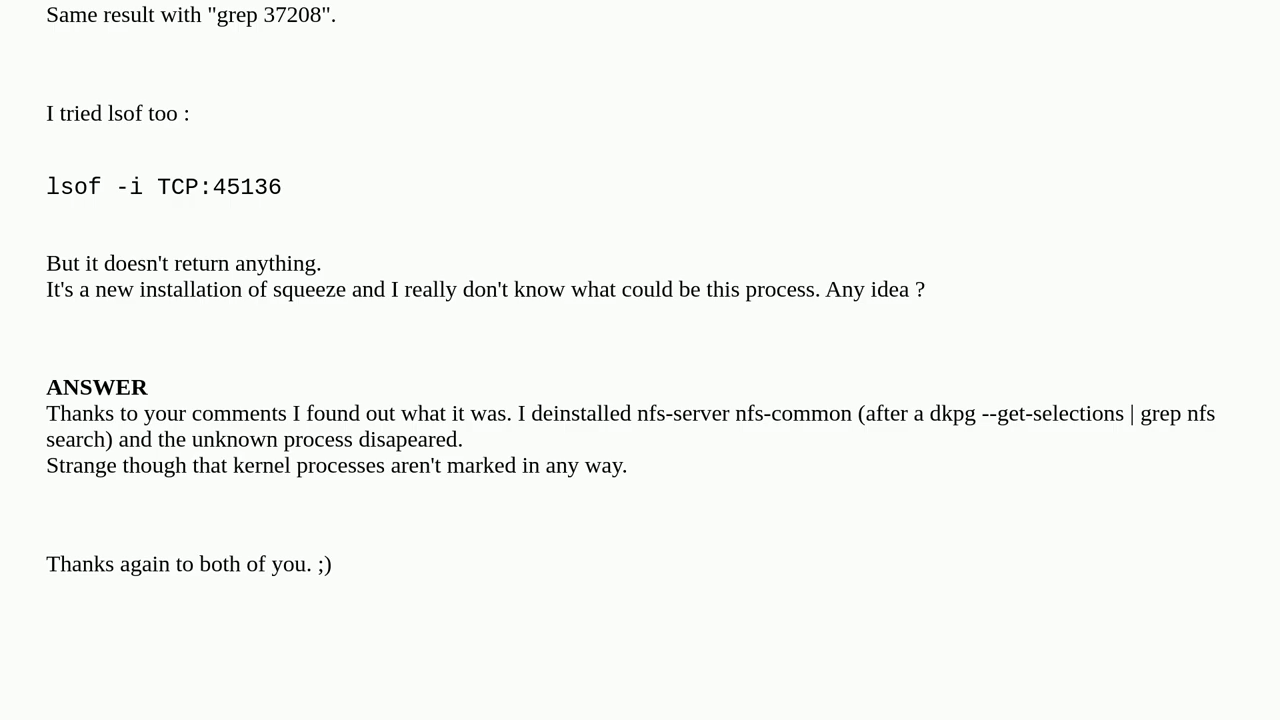 Same result with "grep 37208".
I tried lsof too :
lsof -i TCP:45136
But it doesn't return anything.
It's a new installation of squeeze and I really don't know what could be this process. Any idea ?
ANSWER
Thanks to your comments I found out what it was. I deinstalled nfs-server nfs-common (after a dkpg --get-selections | grep nfs
search) and the unknown process disapeared.
Strange though that kernel processes aren't marked in any way.
Thanks again to both of you. ;)